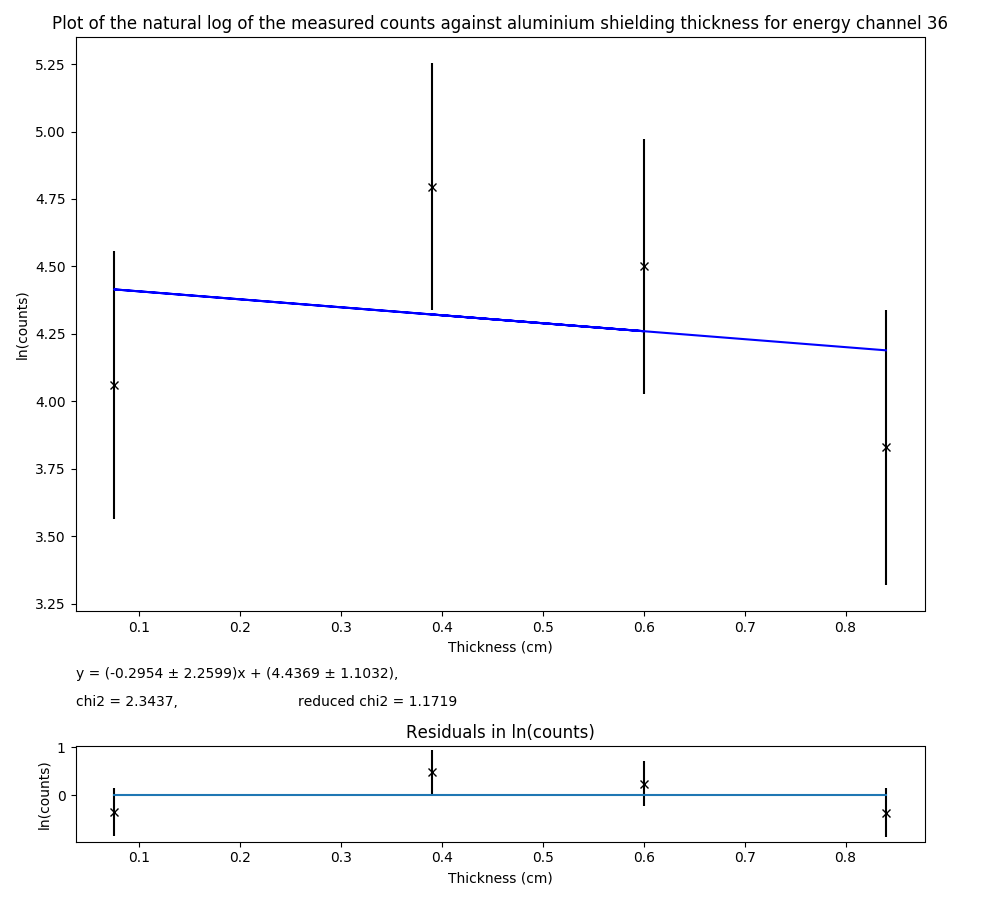 Plot of the natural log of the measured counts against aluminium shielding thickness for energy channel 36
5.25
5.00
4.75
4.50
4.25
4.00
3.75
3.50
3.25
ln(counts)
0.1 0.2 0.3 0.4 0.5 0.6 0.7 0.8
Thickness (cm)
y = (-0.2954 ± 2.2599)x + (4.4369 ± 1.1032),
chi2 = 2.3437, reduced chi2 = 1.1719
Residuals in ln(counts)
1
0
ln(counts)
0.1 0.2 0.3 0.4 0.5 0.6 0.7 0.8
Thickness (cm)